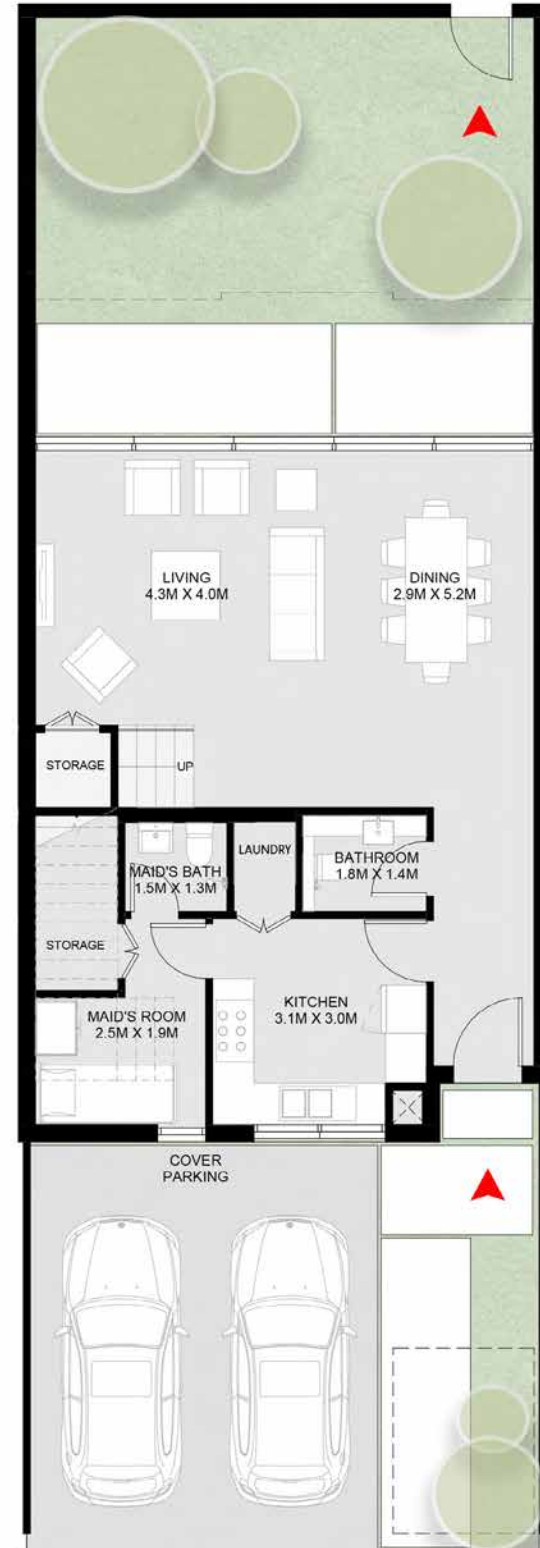 LIVING
4.3M X 4.0M
DINING
2.9M X 5.2M
STORAGE
UP
MAID'S BATH
1.5M X 1.3M
LAUNDRY
BATHROOM
1.8M X 1.4M
STORAGE
MAID'S ROOM
2.5M X 1.9M
KITCHEN
3.1M X 3.0M
COVER
PARKING